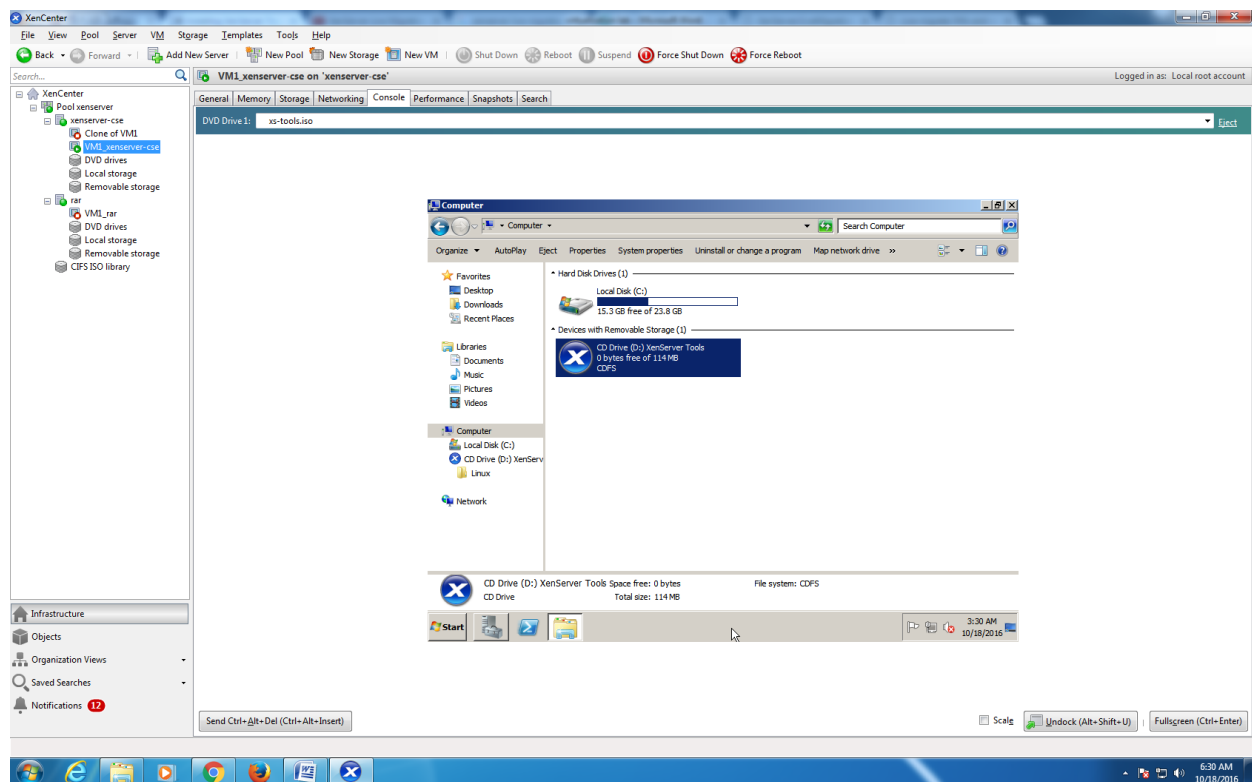 XenCenter
File View Pool Server VM Storage Templates Tools Help
Back Forward Add New Server New Pool New Storage New VM Shut Down Reboot Suspend Force Shut Down Force Reboot
Search...
VM1_xenserver-cse on 'xenserver-cse'
Logged in as: Local root account
XenCenter
Pool xenserver
xenserver-cse
Clone of VM1
VM1_xenserver-cse
DVD drives
Local storage
Removable storage
rar
VM1_rar
DVD drives
Local storage
Removable storage
CIFS ISO library
General Memory Storage Networking Console Performance Snapshots Search
DVD Drive 1: xs-tools.iso Eject
Computer
Computer Search Computer
Organize AutoPlay Eject Properties System properties Uninstall or change a program Map network drive »
Favorites
Desktop
Downloads
Recent Places
Libraries
Documents
Music
Pictures
Videos
Computer
Local Disk (C:)
CD Drive (D:) XenServ
Linux
Network
Hard Disk Drives (1)
Local Disk (C:)
15.3 GB free of 23.8 GB
Devices with Removable Storage (1)
CD Drive (D:) XenServer Tools
0 bytes free of 114 MB
CDFS
CD Drive (D:) XenServer Tools Space free: 0 bytes File system: CDFS
CD Drive Total size: 114 MB
Start
3:30 AM
10/18/2016
Infrastructure
Objects
Organization Views
Saved Searches
Notifications 12
Send Ctrl+Alt+Del (Ctrl+Alt+Insert)
Scale Undock (Alt+Shift+U) Fullscreen (Ctrl+Enter)
6:30 AM
10/18/2016